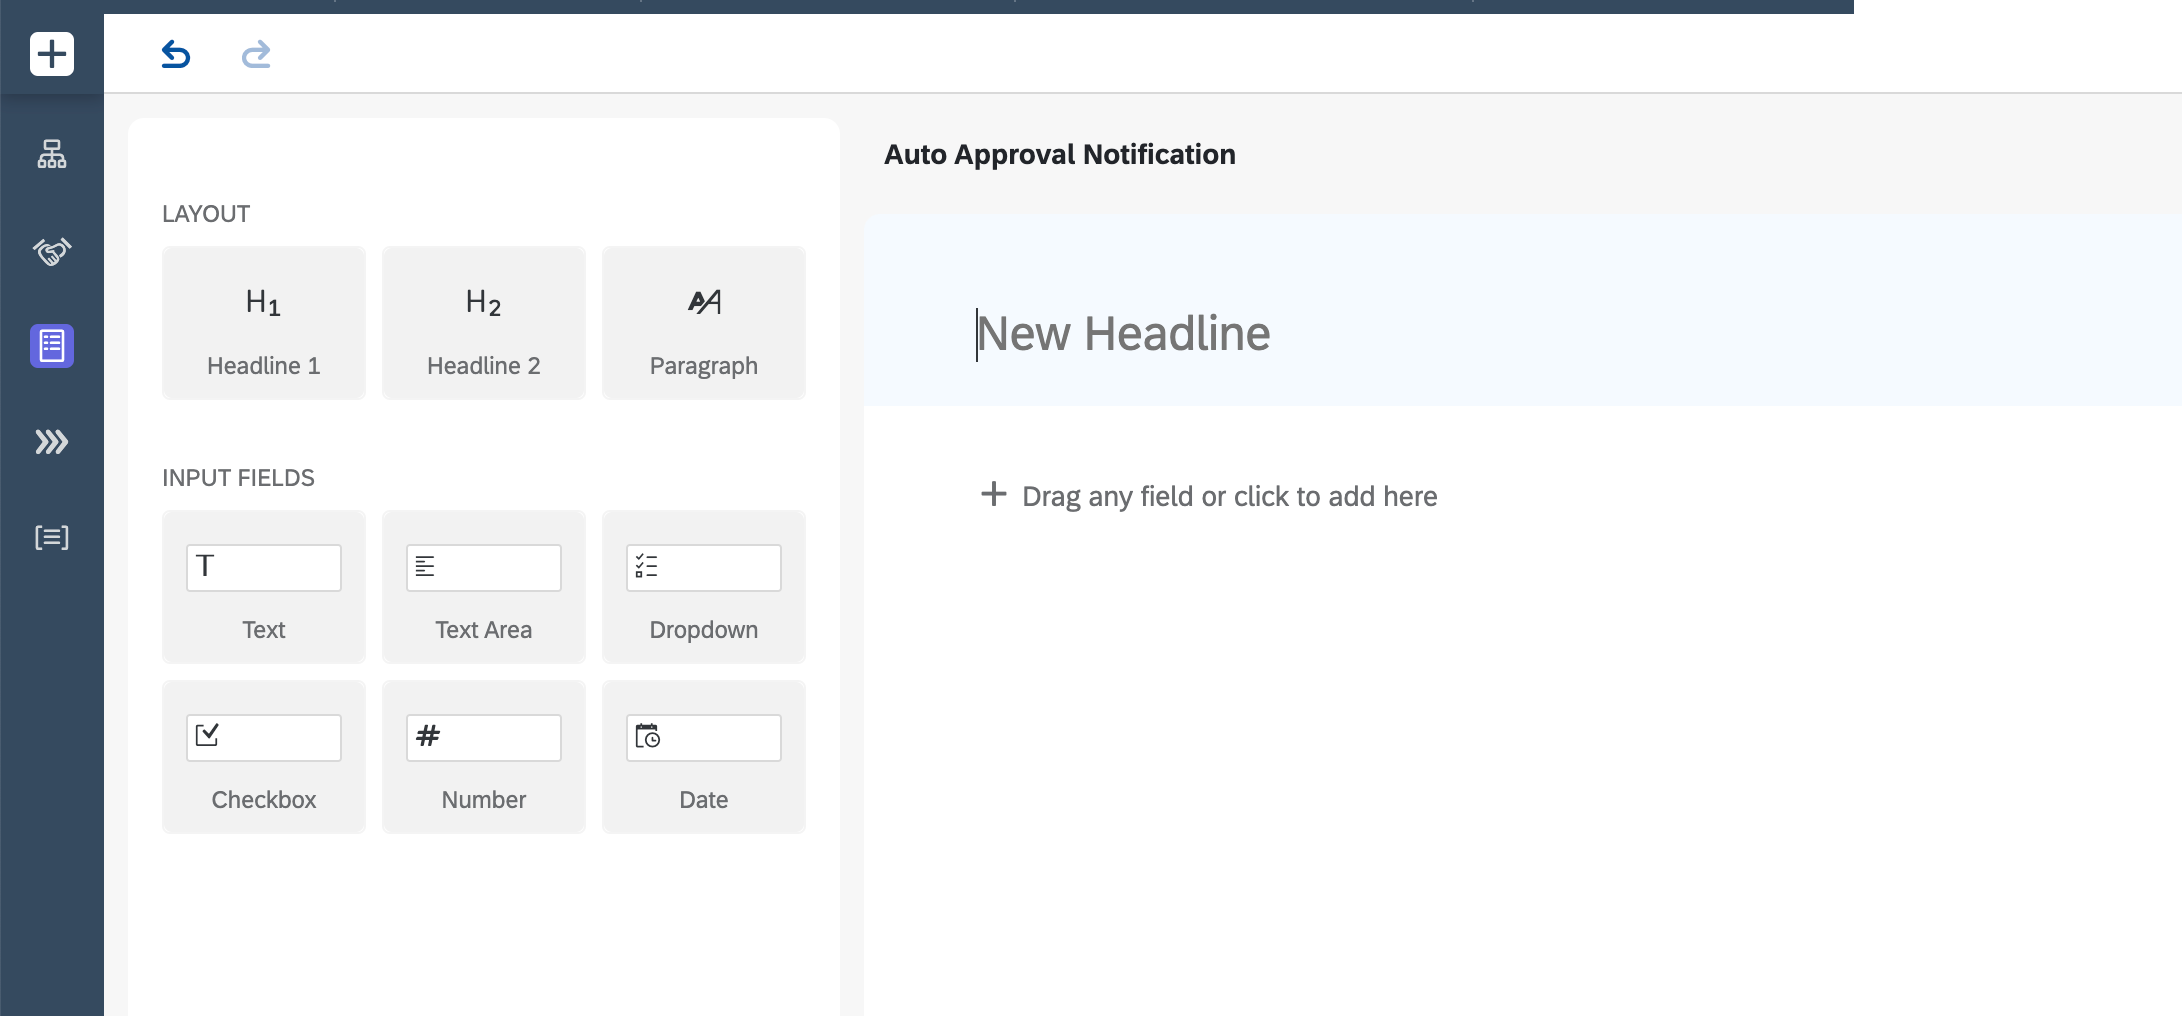 Auto Approval Notification
LAYOUT
H1
H2
AA
Headline 1
Headline 2
Paragraph
New Headline
INPUT FIELDS
Drag any field or click to add here
T
Text
Text Area
Dropdown
#
Checkbox
Number
Date